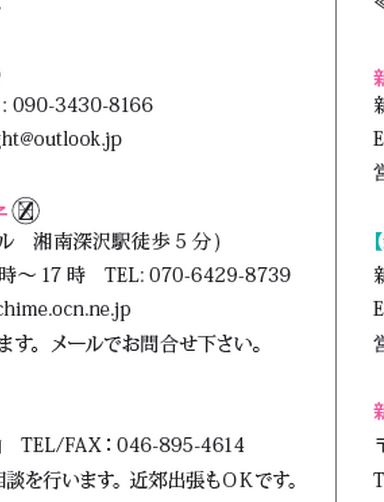 : 090-3430-8166
ght@outlook.jp
ル 湘南深沢駅徒歩 5 分)
時～ 17 時 TEL: 070-6429-8739
chime.ocn.ne.jp
ます。メールでお問合せ下さい。
TEL/FAX：046-895-4614
相談を行います。近郊出張もOKです。
新
新
E
営
【
新
E
営
新
〒
T